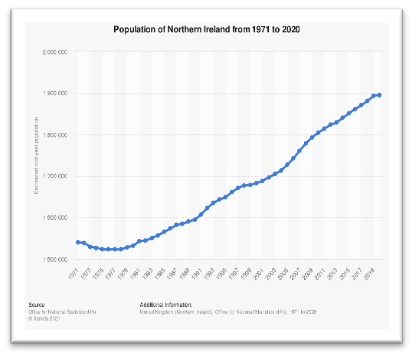 Population of Northern Ireland from 1971 to 2020
2 000 000
1 900 000
1 800 000
1 700 000
1 600 000
1 500 000
Estimated mid-year population
1971 1973 1975 1977 1979 1981 1983 1985 1987 1989 1991 1993 1995 1997 1999 2001 2003 2005 2007 2009 2011 2013 2015 2017 2019
Source
Office for National Statistics (UK)
© Statista 2021
Additional Information:
United Kingdom (Northern Ireland); Office for National Statistics (UK); 1971 to 2020